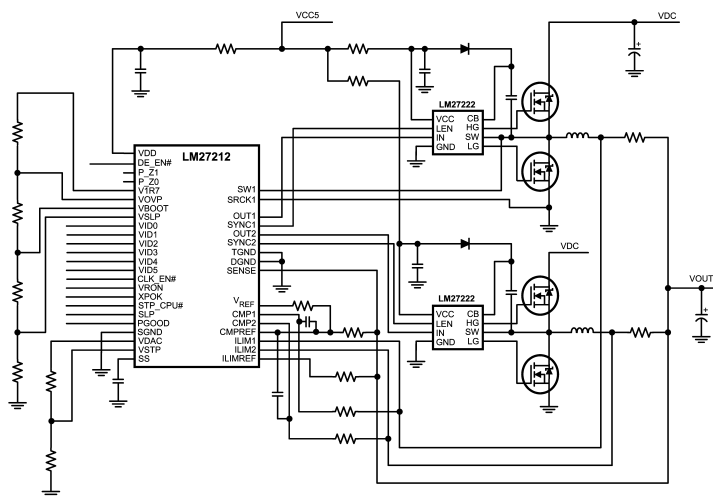 VCC5
VDC
LM27222
VCC
LEN
IN
GND
CB
HG
SW
LG
LM27212
VDD
DE_EN#
P_Z1
P_Z0
V1R7
VOVP
VBOOT
VSLP
VID0
VID1
VID2
VID3
VID4
VID5
CLK_EN#
VRON
XPOK
STP_CPU#
SLP
PGOOD
SGND
VDAC
VSTP
SS
SW1
SRCK1
OUT1
SYNC1
OUT2
SYNC2
TGND
DGND
SENSE
VREF
CMP1
CMP2
CMPREF
ILIM1
ILIM2
ILIMREF
VDC
LM27222
VCC
LEN
IN
GND
CB
HG
SW
LG
VOUT